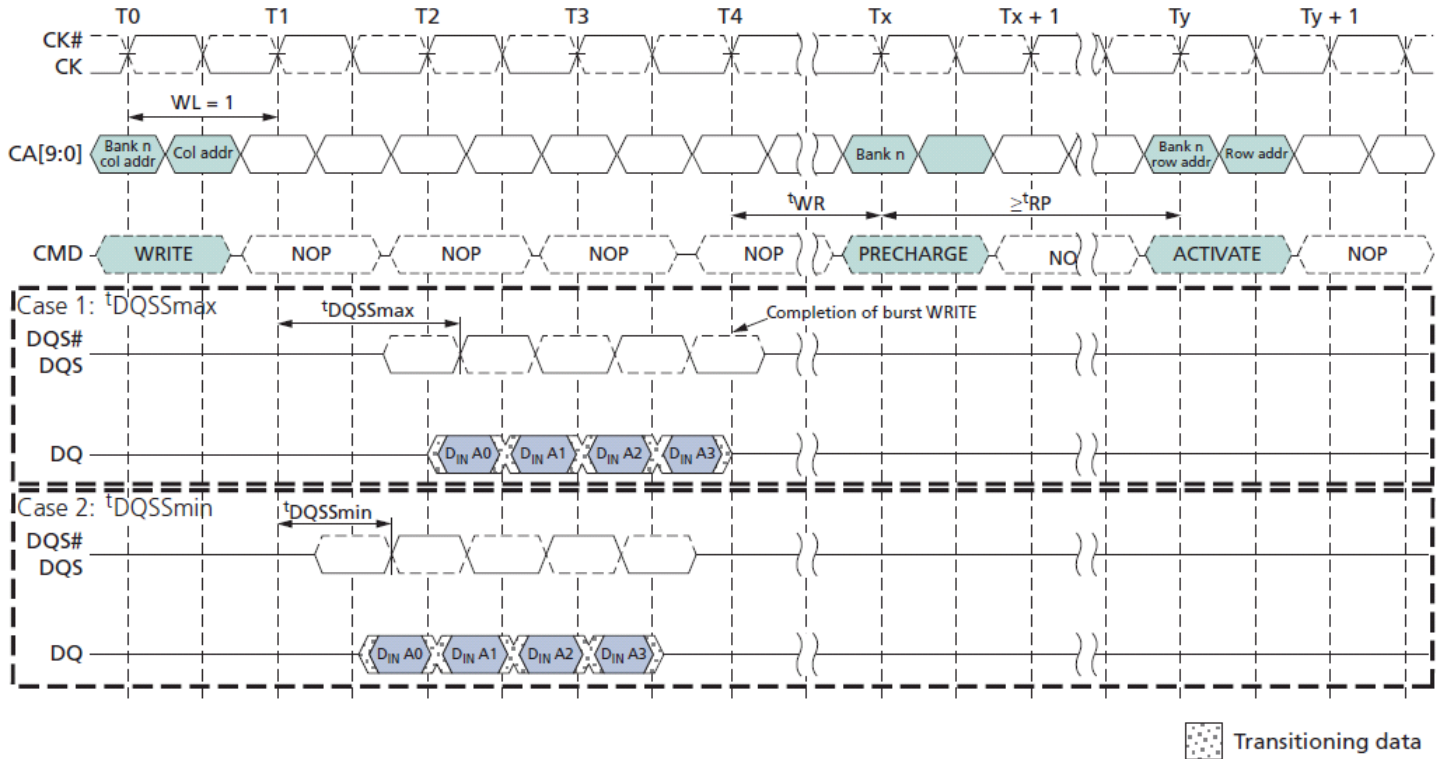 T0 T1 T2 T3 T4 Tx Tx + 1 Ty Ty + 1
CK#
CK
WL = 1
CA[9:0] Bank n col addr Col addr Bank n Bank n row addr Row addr
tWR ≥tRP
CMD WRITE NOP NOP NOP NOP PRECHARGE NO ACTIVATE NOP
Case 1: tDQSSmax
tDQSSmax
Completion of burst WRITE
DQS#
DQS
DQ DIN A0 DIN A1 DIN A2 DIN A3
Case 2: tDQSSmin
tDQSSmin
DQS#
DQS
DQ DIN A0 DIN A1 DIN A2 DIN A3
Transitioning data